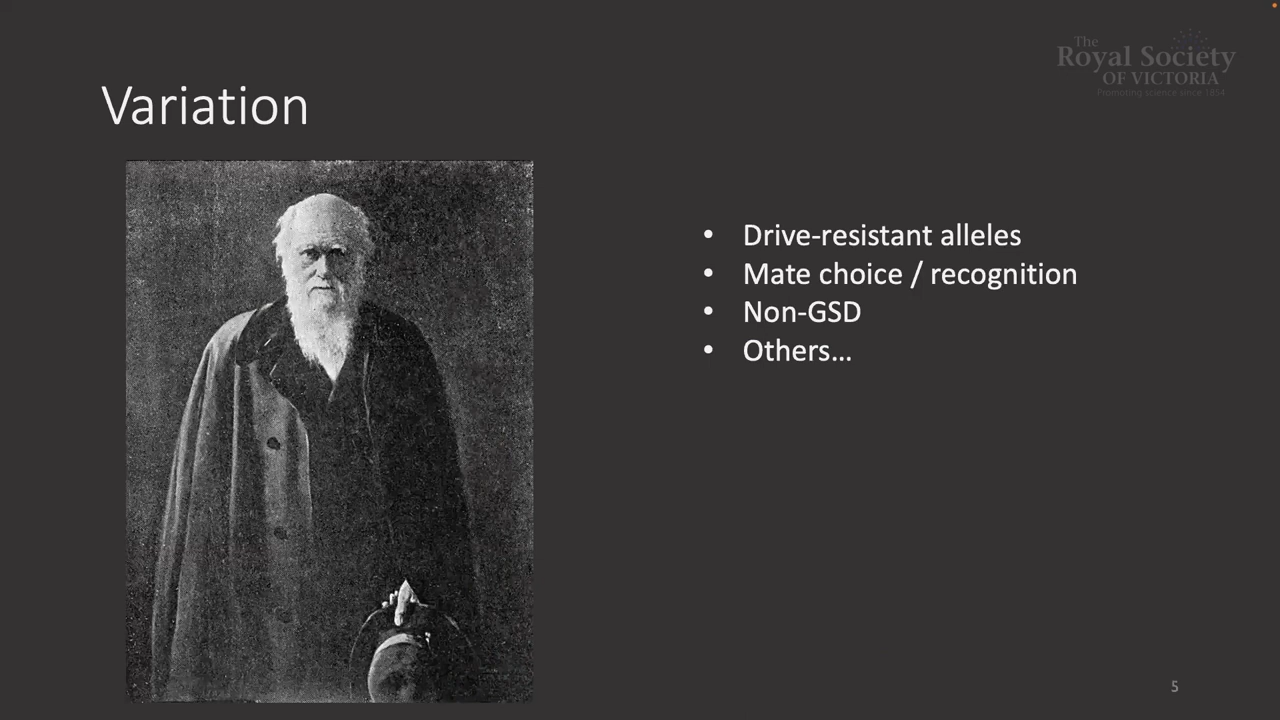 The
Royal Society
OF VICTORIA
Promoting science since 1854
Variation
• Drive-resistant alleles
• Mate choice / recognition
• Non-GSD
• Others...
5